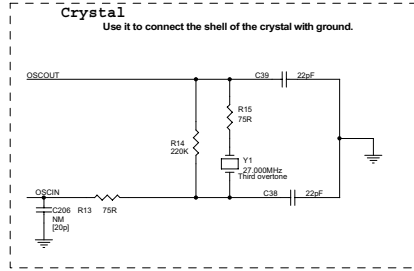 Crystal
Use it to connect the shell of the crystal with ground.
OSCOUT
C39 22pF
R15
75R
R14
220K
Y1
27,000MHz
Third overtone
OSCIN
C38 22pF
C206 R13 75R
NM
[20p]